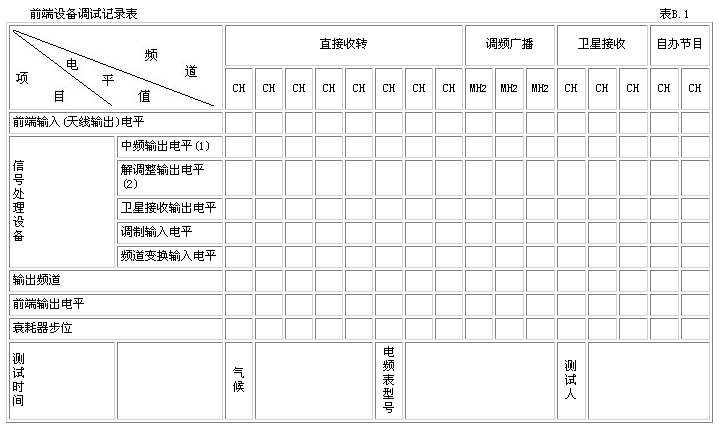 前端设备调试记录表 表B.1
项目 电平值 频道 直接收转 调频广播 卫星接收 自办节目
CH CH CH CH CH CH CH CH MH2 MH2 MH2 CH CH CH CH CH
前端输入(天线输出)电平
信号处理设备
中频输出电平(1)
解调整输出电平
(2)
卫星接收输出电平
调制输入电平
频道变换输入电平
输出频道
前端输出电平
衰耗器步位
测试时间 气候 电频表型号 测试人